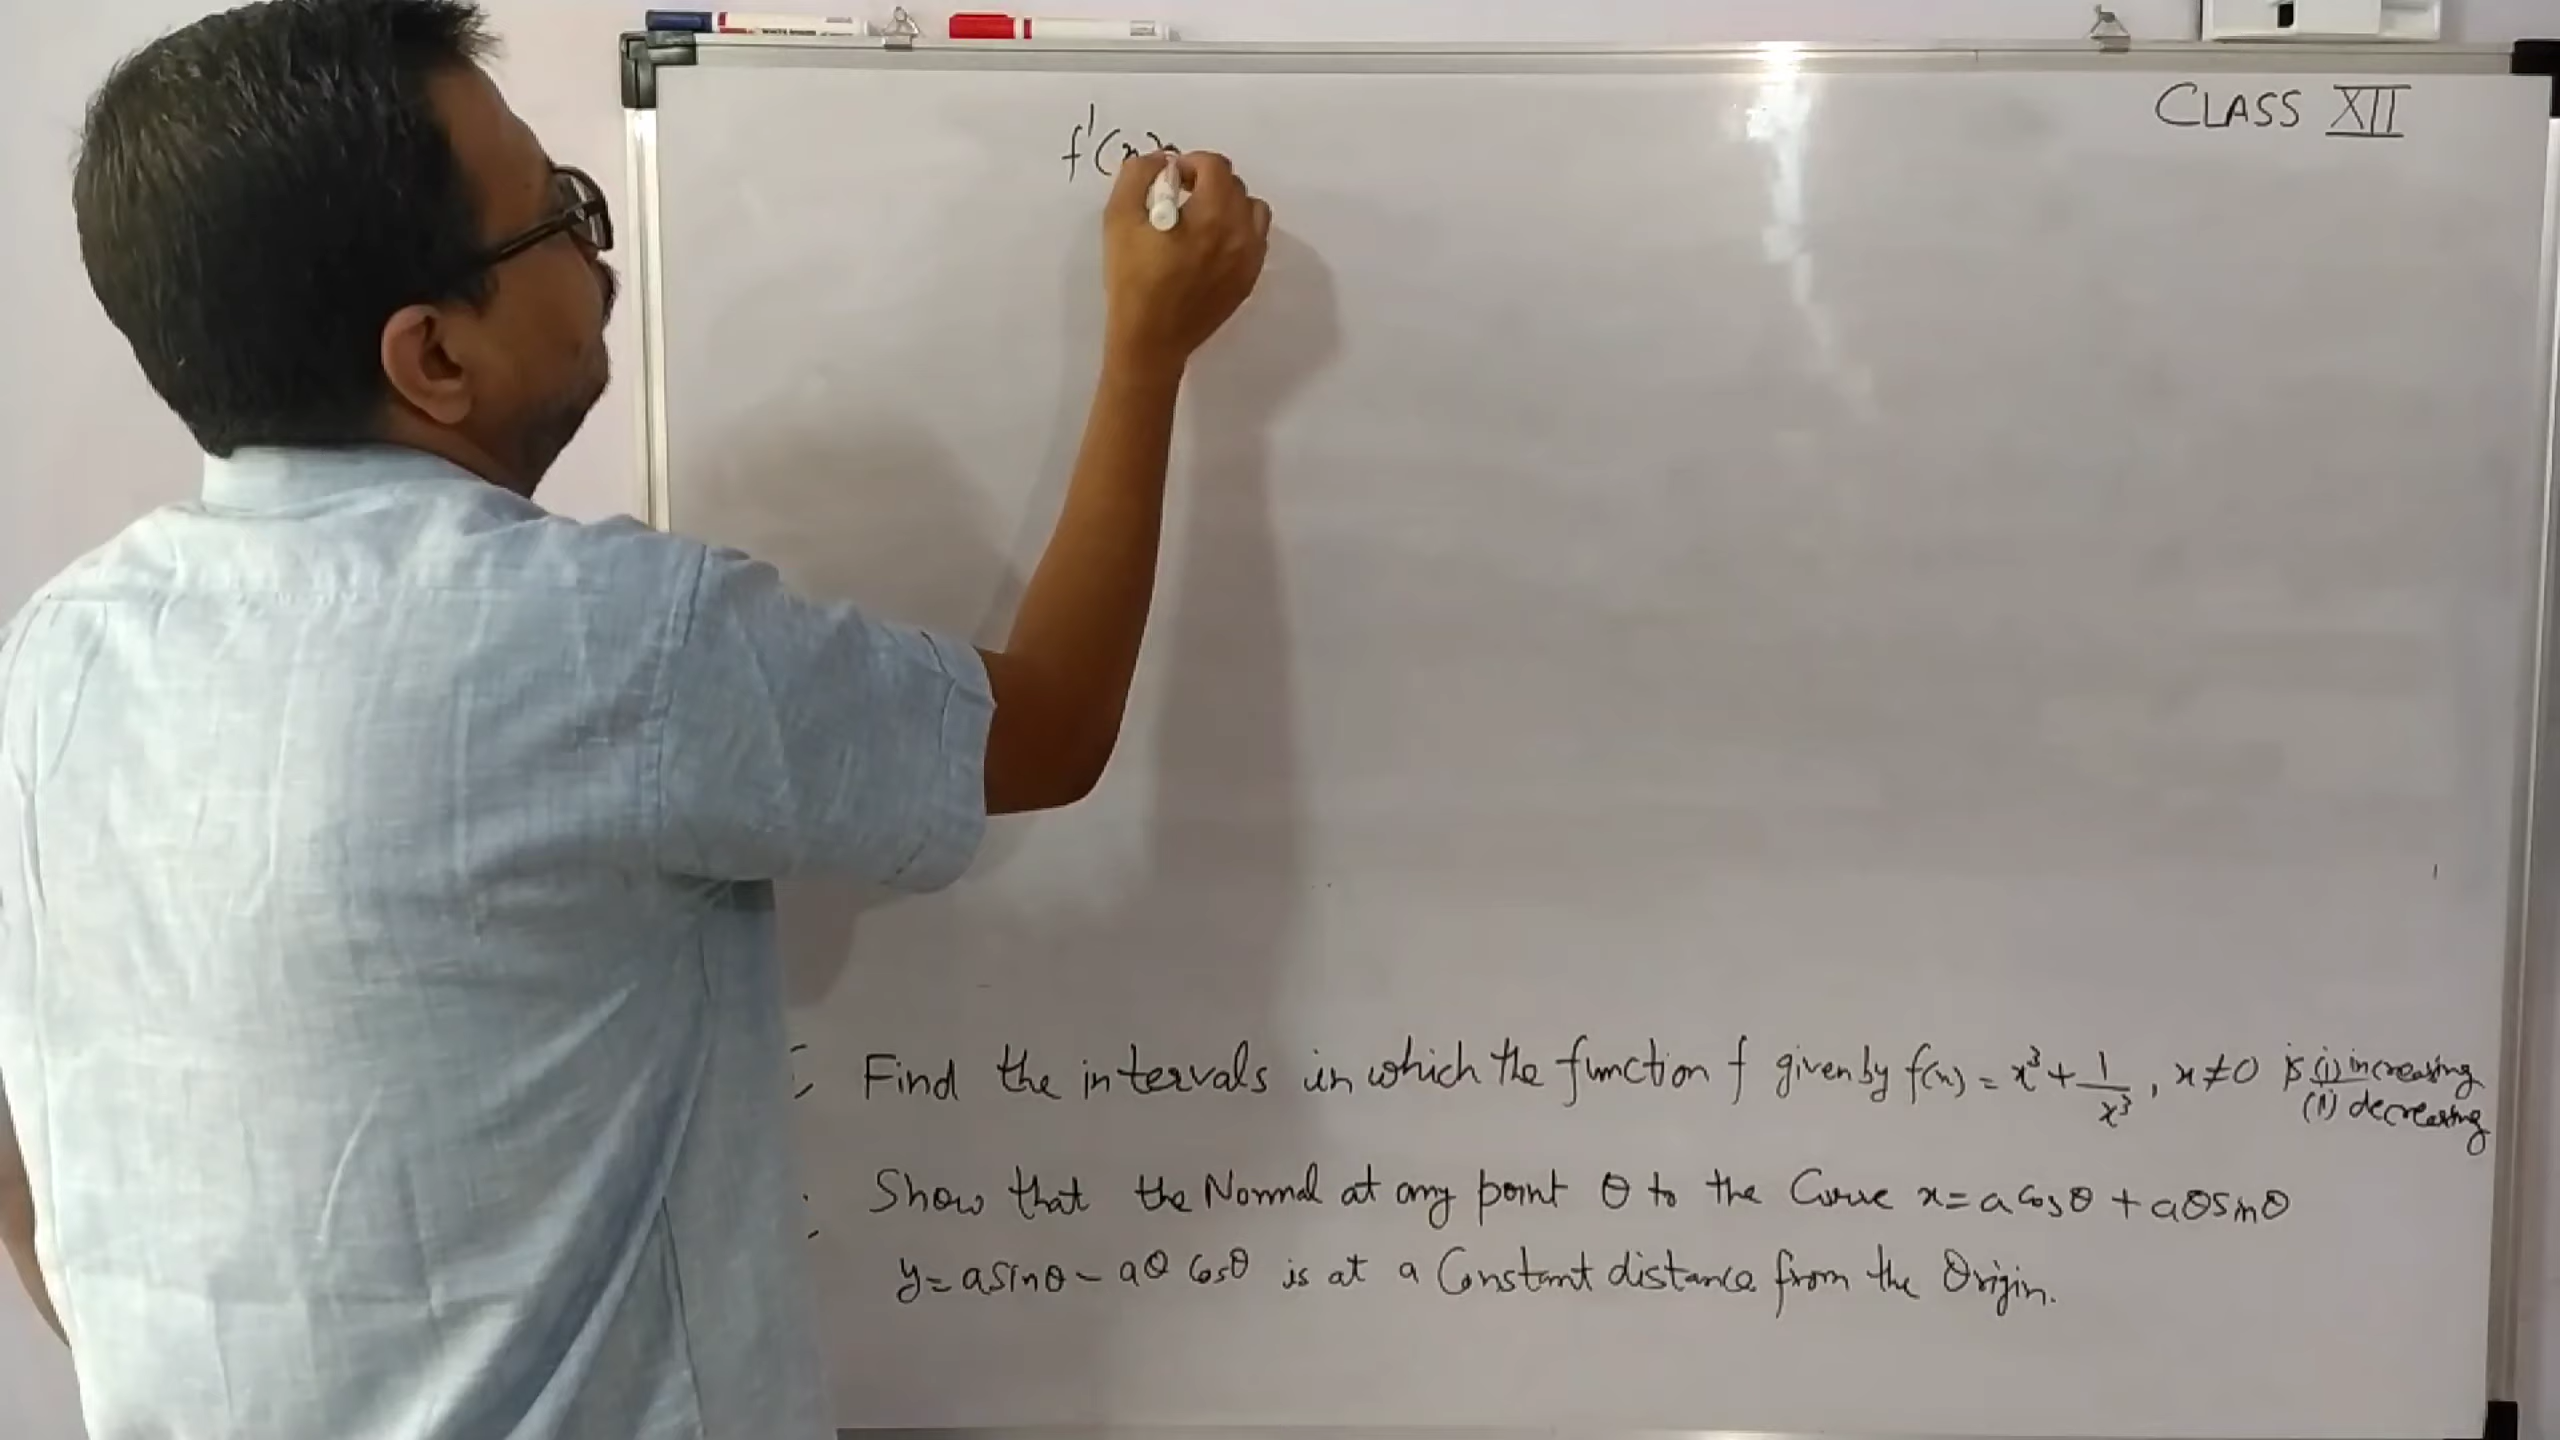 CLASS XII
f'(x)
Find the intervals in which the function f given by f(x) = x³ + 1/x³, x ≠ 0 is (i) increasing
(ii) decreasing
Show that the Normal at any point θ to the Curve x = a cosθ + aθ sinθ
y = a sinθ - aθ cosθ is at a Constant distance from the Origin.